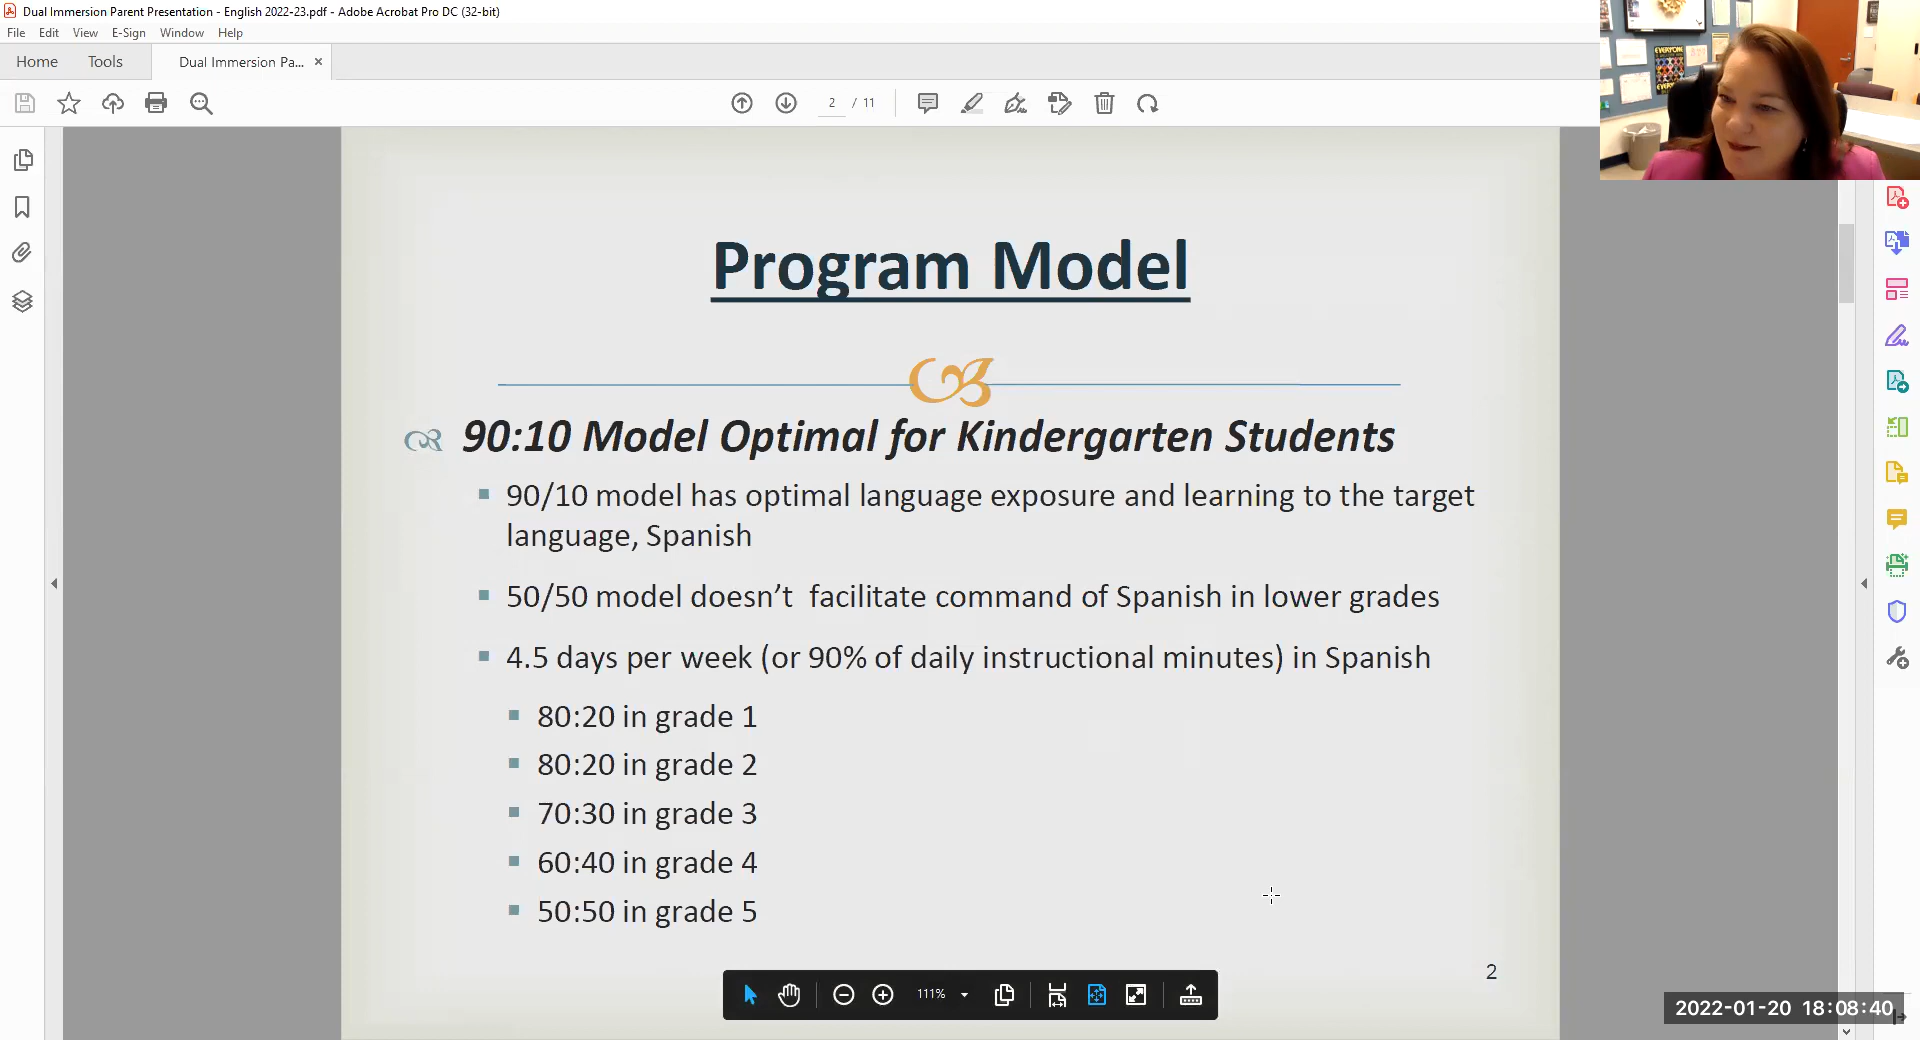 Dual Immersion Parent Presentation - English 2022-23.pdf - Adobe Acrobat Pro DC (32-bit)
File Edit View E-Sign Window Help
Home Tools Dual Immersion Pa... ×
2 / 11
EVERYONE
Program Model
90:10 Model Optimal for Kindergarten Students
90/10 model has optimal language exposure and learning to the target
language, Spanish
50/50 model doesn’t  facilitate command of Spanish in lower grades
4.5 days per week (or 90% of daily instructional minutes) in Spanish
80:20 in grade 1
80:20 in grade 2
70:30 in grade 3
60:40 in grade 4
50:50 in grade 5
2
111%
2022-01-20 18:08:40